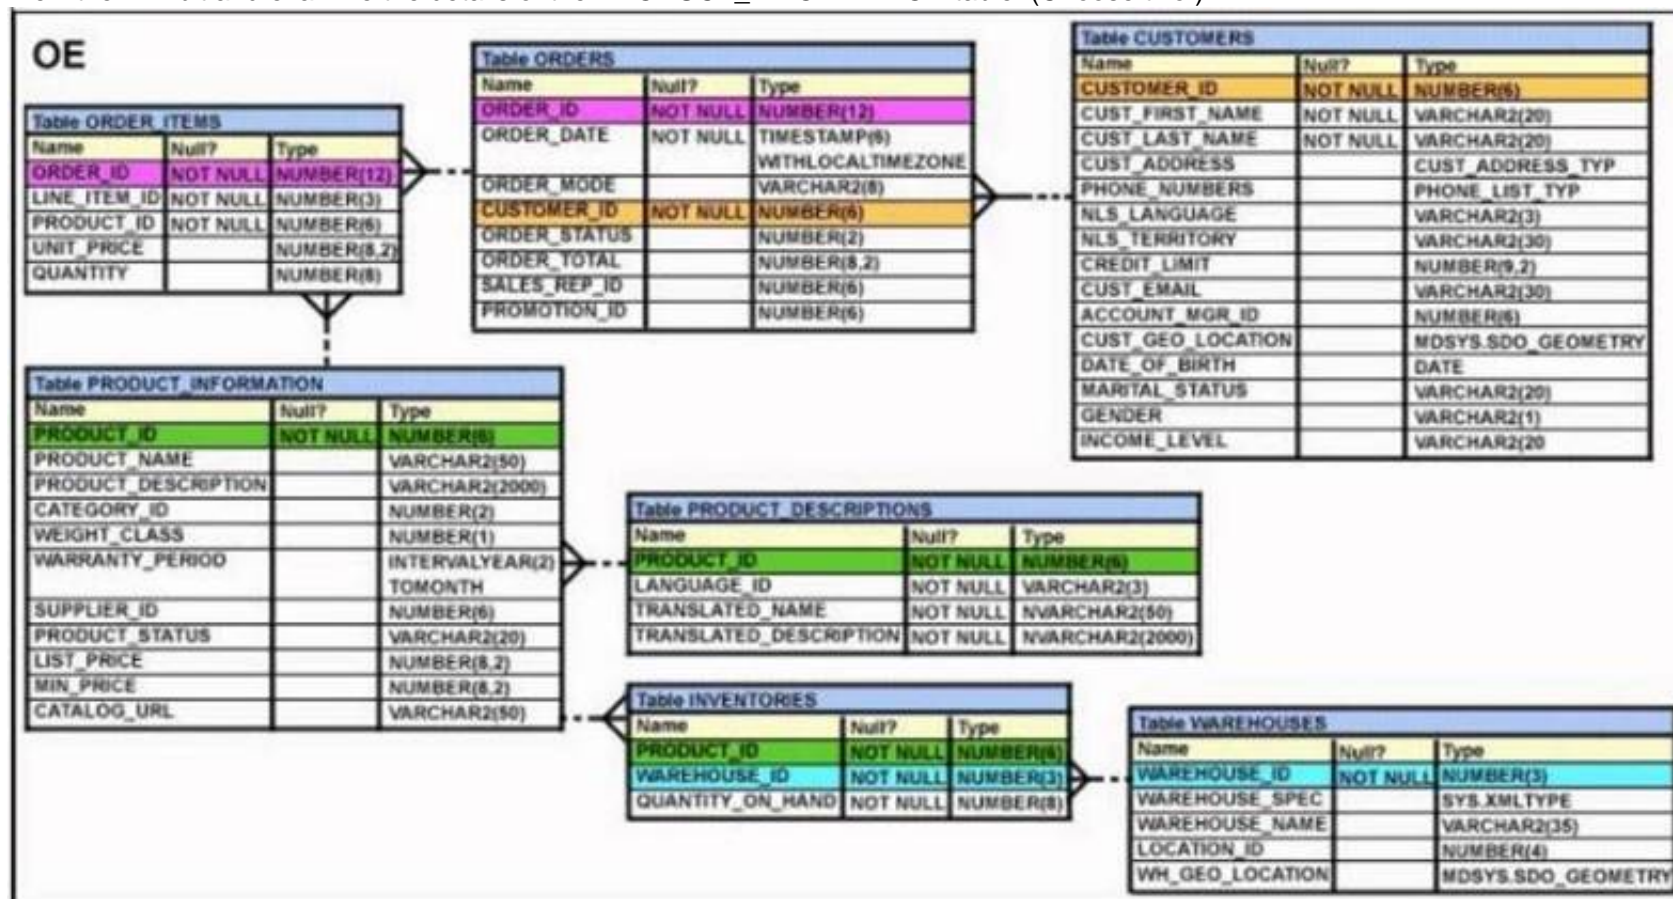 OE
Table ORDER_ITEMS
Name Null? Type
ORDER_ID NOT NULL NUMBER(12)
LINE_ITEM_ID NOT NULL NUMBER(3)
PRODUCT_ID NOT NULL NUMBER(6)
UNIT_PRICE NUMBER(8,2)
QUANTITY NUMBER(8)
Table ORDERS
Name Null? Type
ORDER_ID NOT NULL NUMBER(12)
ORDER_DATE NOT NULL TIMESTAMP(6)
WITHLOCALTIMEZONE
ORDER_MODE VARCHAR2(8)
CUSTOMER_ID NOT NULL NUMBER(6)
ORDER_STATUS NUMBER(2)
ORDER_TOTAL NUMBER(8,2)
SALES_REP_ID NUMBER(6)
PROMOTION_ID NUMBER(6)
Table CUSTOMERS
Name Null? Type
CUSTOMER_ID NOT NULL NUMBER(6)
CUST_FIRST_NAME NOT NULL VARCHAR2(20)
CUST_LAST_NAME NOT NULL VARCHAR2(20)
CUST_ADDRESS CUST_ADDRESS_TYP
PHONE_NUMBERS PHONE_LIST_TYP
NLS_LANGUAGE VARCHAR2(3)
NLS_TERRITORY VARCHAR2(30)
CREDIT_LIMIT NUMBER(9,2)
CUST_EMAIL VARCHAR2(30)
ACCOUNT_MGR_ID NUMBER(6)
CUST_GEO_LOCATION MDSYS.SDO_GEOMETRY
DATE_OF_BIRTH DATE
MARITAL_STATUS VARCHAR2(20)
GENDER VARCHAR2(1)
INCOME_LEVEL VARCHAR2(20
Table PRODUCT_INFORMATION
Name Null? Type
PRODUCT_ID NOT NULL NUMBER(6)
PRODUCT_NAME VARCHAR2(50)
PRODUCT_DESCRIPTION VARCHAR2(2000)
CATEGORY_ID NUMBER(2)
WEIGHT_CLASS NUMBER(1)
WARRANTY_PERIOD INTERVALYEAR(2)
TOMONTH
SUPPLIER_ID NUMBER(6)
PRODUCT_STATUS VARCHAR2(20)
LIST_PRICE NUMBER(8,2)
MIN_PRICE NUMBER(8,2)
CATALOG_URL VARCHAR2(50)
Table PRODUCT_DESCRIPTIONS
Name Null? Type
PRODUCT_ID NOT NULL NUMBER(6)
LANGUAGE_ID NOT NULL VARCHAR2(3)
TRANSLATED_NAME NOT NULL NVARCHAR2(50)
TRANSLATED_DESCRIPTION NOT NULL NVARCHAR2(2000)
Table INVENTORIES
Name Null? Type
PRODUCT_ID NOT NULL NUMBER(6)
WAREHOUSE_ID NOT NULL NUMBER(3)
QUANTITY_ON_HAND NOT NULL NUMBER(8)
Table WAREHOUSES
Name Null? Type
WAREHOUSE_ID NOT NULL NUMBER(3)
WAREHOUSE_SPEC SYS.XMLTYPE
WAREHOUSE_NAME VARCHAR2(35)
LOCATION_ID NUMBER(4)
WH_GEO_LOCATION MDSYS.SDO_GEOMETRY